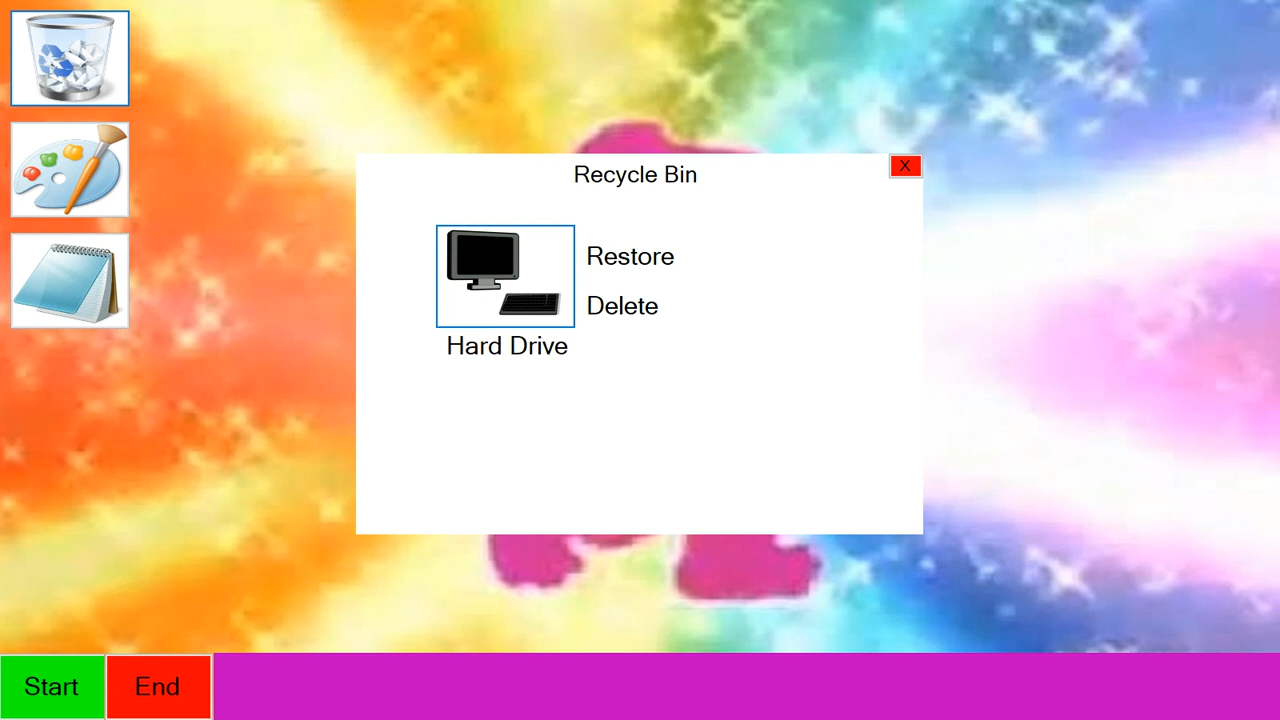 Recycle Bin
X
Restore
Delete
Hard Drive
Start
End